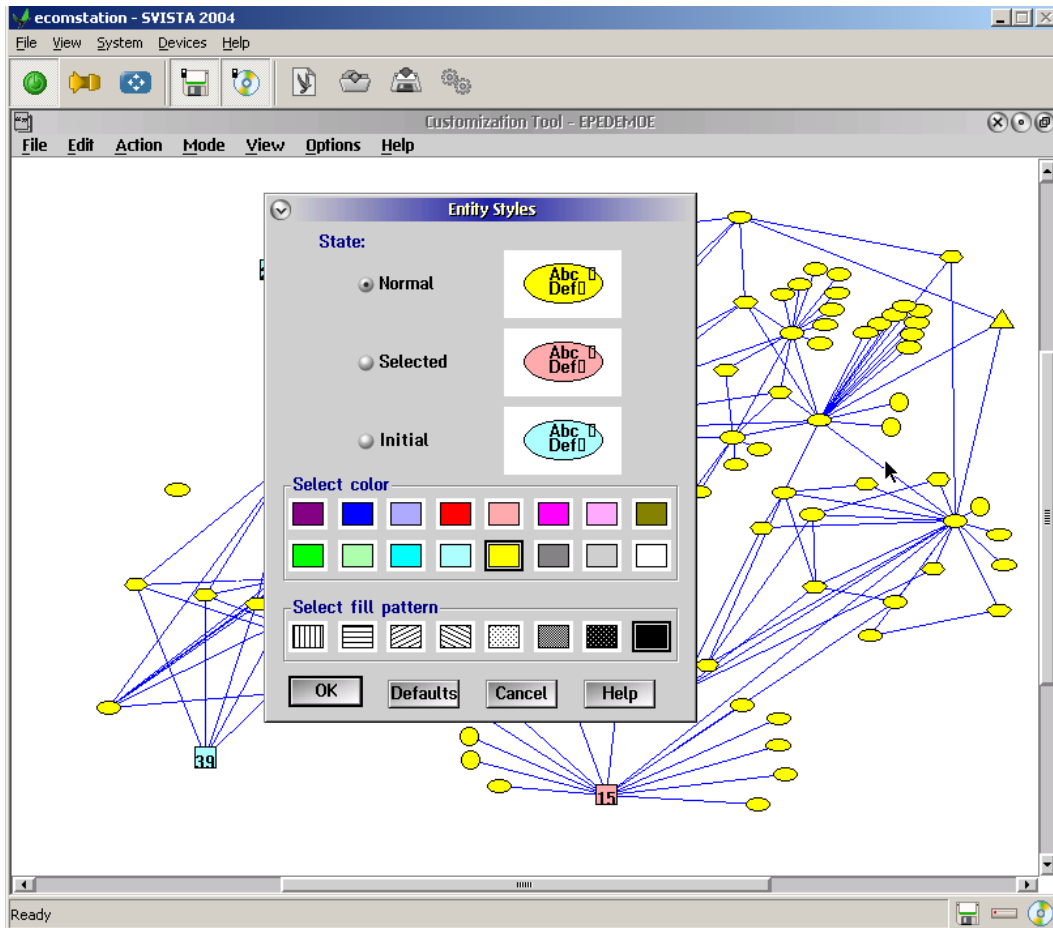 ecomstation - SVISTA 2004
File View System Devices Help
Customization Tool - EPEDEMOE
File Edit Action Mode View Options Help
Entity Styles
State:
Normal
Abc
Def
Selected
Abc
Def
Initial
Abc
Def
Select color
Select fill pattern
OK Defaults Cancel Help
39
15
Ready